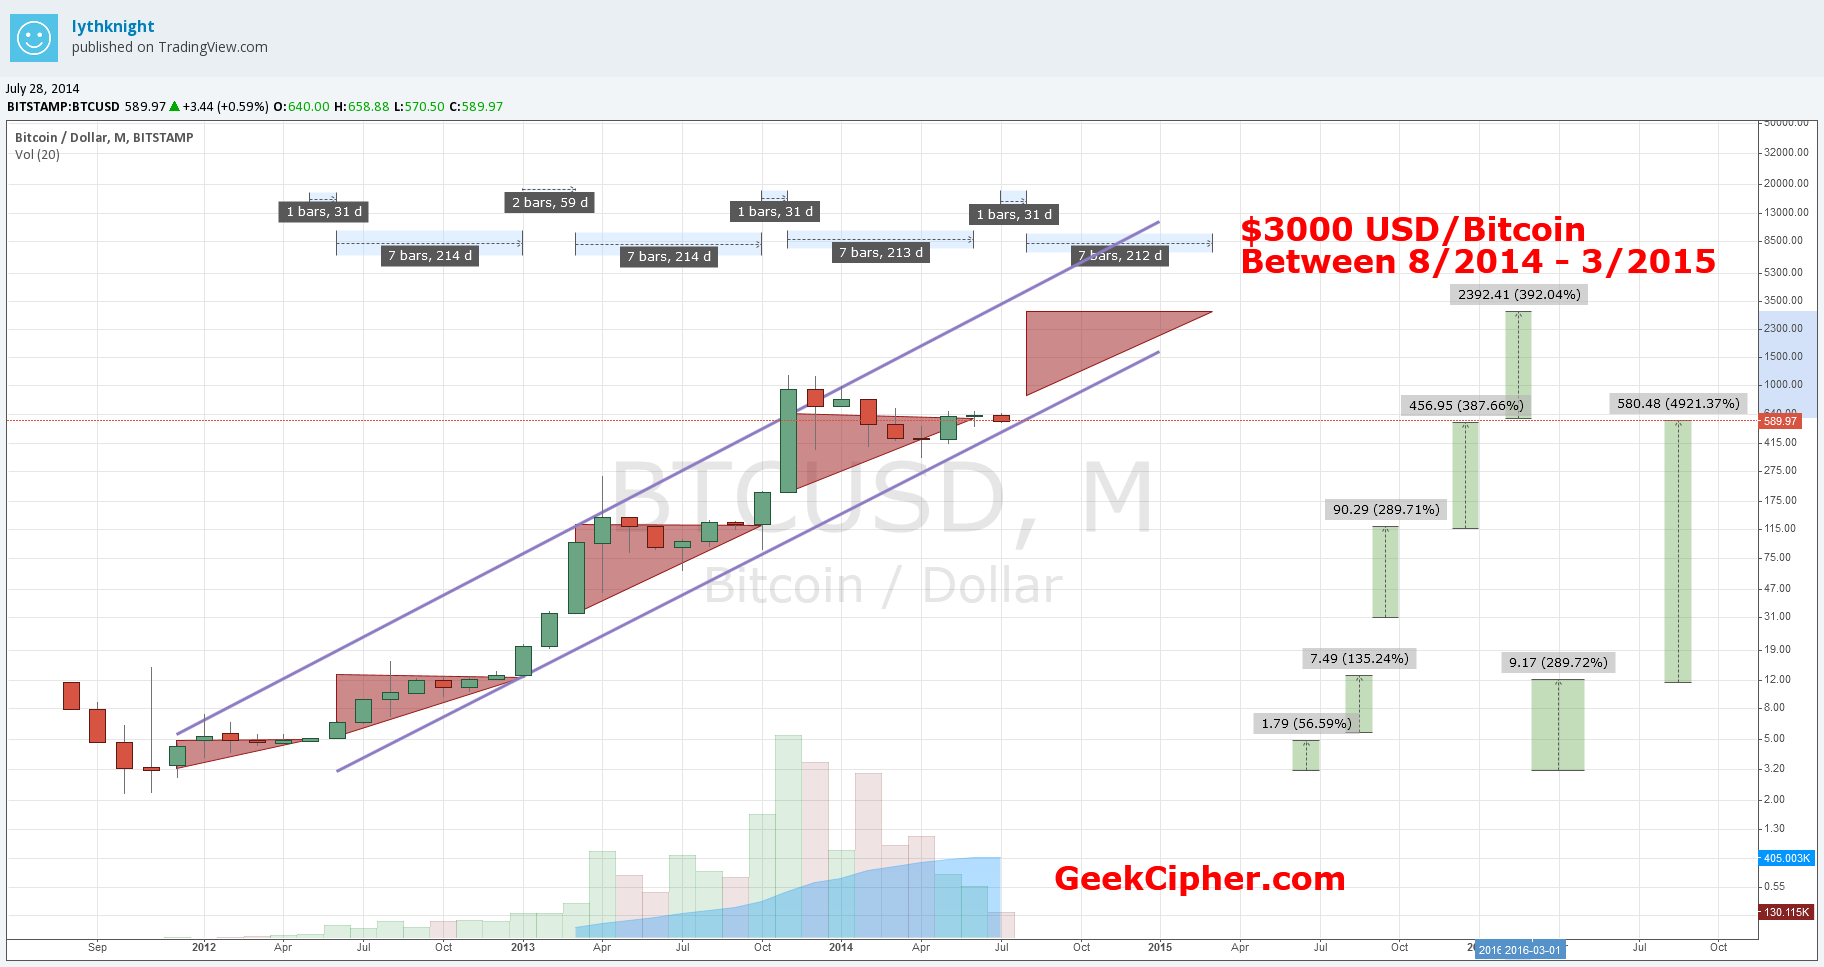 lythknight
published on TradingView.com
July 28, 2014
BITSTAMP:BTCUSD 589.97 ▲ +3.44 (+0.59%) O:640.00 H:658.88 L:570.50 C:589.97
Bitcoin / Dollar, M, BITSTAMP
Vol (20)
1 bars, 31 d
2 bars, 59 d
1 bars, 31 d
1 bars, 31 d
7 bars, 214 d
7 bars, 214 d
7 bars, 213 d
7 bars, 212 d
$3000 USD/Bitcoin
Between 8/2014 - 3/2015
2392.41 (392.04%)
456.95 (387.66%)
580.48 (4921.37%)
90.29 (289.71%)
7.49 (135.24%)
9.17 (289.72%)
1.79 (56.59%)
BTCUSD, M
Bitcoin / Dollar
GeekCipher.com
50000.00
32000.00
20000.00
13000.00
8500.00
5300.00
3500.00
2300.00
1500.00
1000.00
640.00
589.97
415.00
275.00
175.00
115.00
75.00
47.00
31.00
19.00
12.00
8.00
5.00
3.20
2.00
1.30
405.003K
0.55
130.115K
Sep 2012 Apr Jul Oct 2013 Apr Jul Oct 2014 Apr Jul Oct 2015 Apr Jul Oct 2016 2016-03-01 Jul Oct